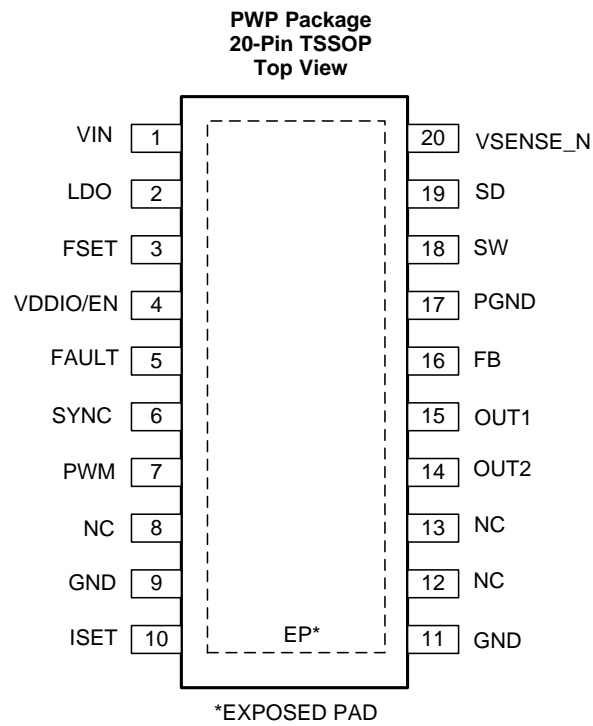 PWP Package
20-Pin TSSOP
Top View
VIN 1 20 VSENSE_N
LDO 2 19 SD
FSET 3 18 SW
VDDIO/EN 4 17 PGND
FAULT 5 16 FB
SYNC 6 15 OUT1
PWM 7 14 OUT2
NC 8 13 NC
GND 9 12 NC
ISET 10 EP* 11 GND
*EXPOSED PAD